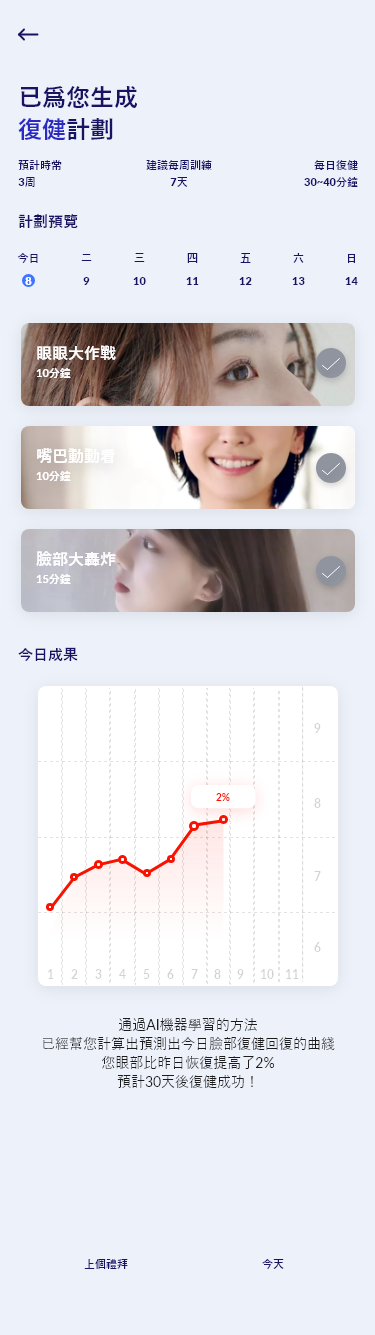 已為您生成
復健計劃
預計時常 建議每周訓練 每日復健
3周 7天 30~40分鐘
計劃預覽
今日 二 三 四 五 六 日
8 9 10 11 12 13 14
眼眼大作戰
10分鐘
嘴巴動動看
10分鐘
臉部大轟炸
15分鐘
今日成果
9
2%
8
7
6
1 2 3 4 5 6 7 8 9 10 11
通過AI機器學習的方法
已經幫您計算出預測出今日臉部復健回復的曲綫
您眼部比昨日恢復提高了2%
預計30天後復健成功！
上個禮拜 今天